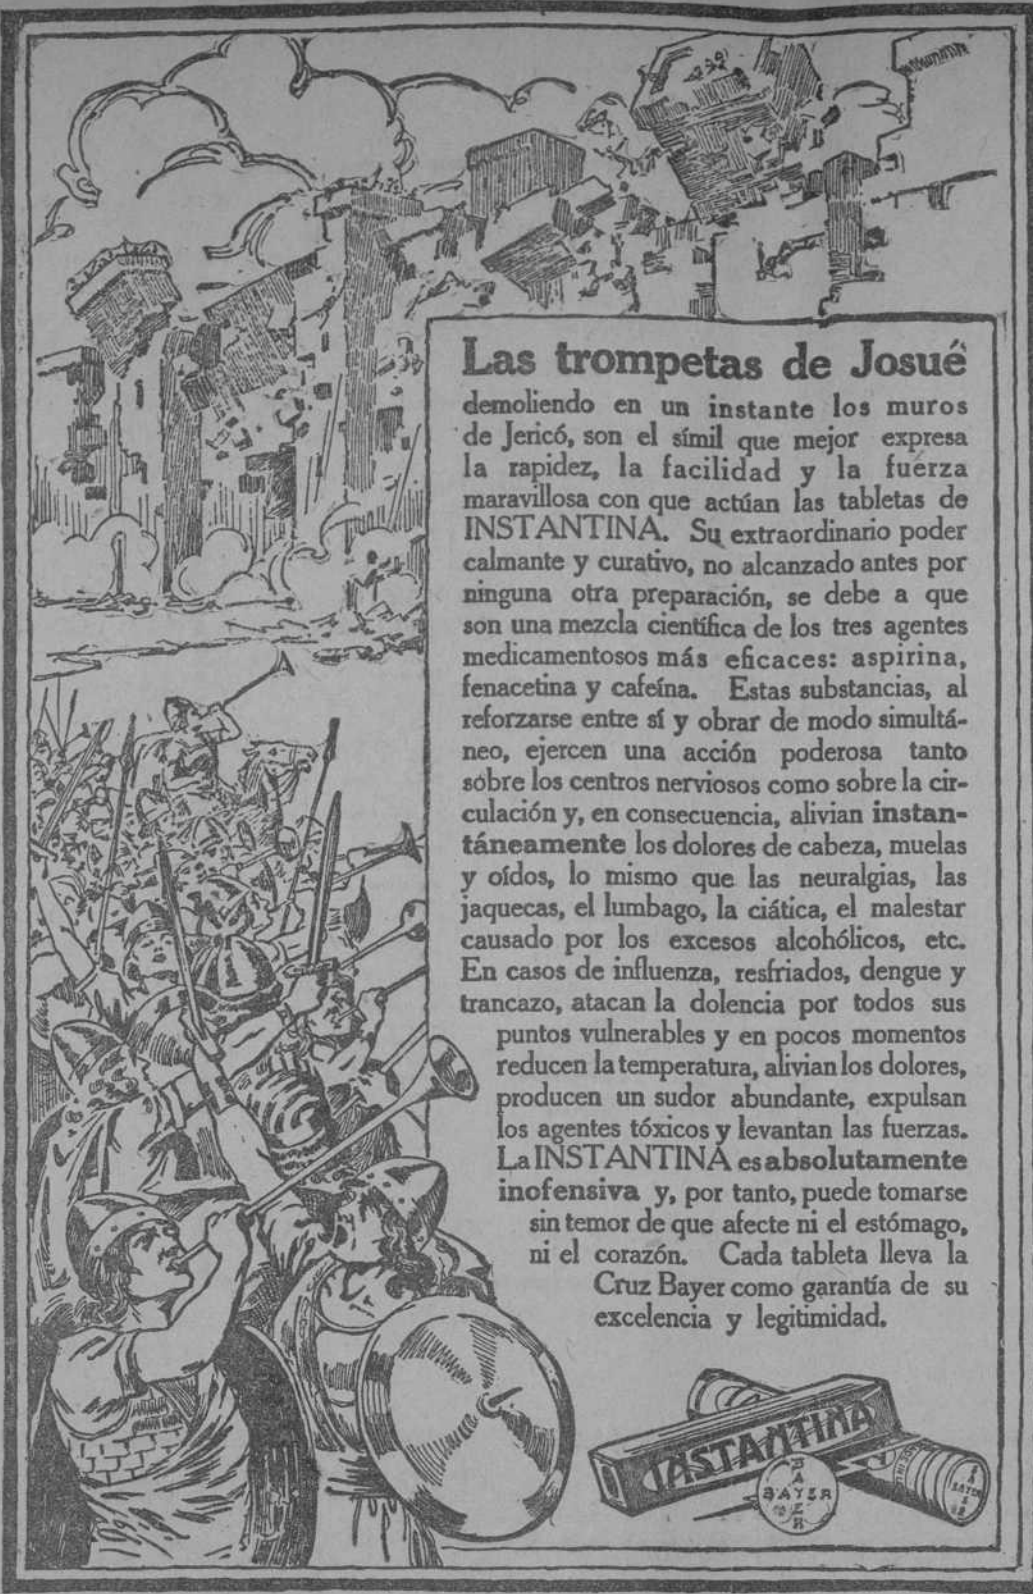 Las trompetas de Josué
demoliendo en un instante los muros
de Jericó, son el símil que mejor expresa
la rapidez, la facilidad y la fuerza
maravillosa con que actúan las tabletas de
INSTANTINA. Su extraordinario poder
calmante y curativo, no alcanzado antes por
ninguna otra preparación, se debe a que
son una mezcla científica de los tres agentes
medicamentosos más eficaces: aspirina,
fenacetina y cafeína. Estas substancias, al
reforzarse entre sí y obrar de modo simultá-
neo, ejercen una acción poderosa tanto
sobre los centros nerviosos como sobre la cir-
culación y, en consecuencia, alivian instan-
táneamente los dolores de cabeza, muelas
y oídos, lo mismo que las neuralgias, las
jaquecas, el lumbago, la ciática, el malestar
causado por los excesos alcohólicos, etc.
En casos de influenza, resfriados, dengue y
trancazo, atacan la dolencia por todos sus
puntos vulnerables y en pocos momentos
reducen la temperatura, alivian los dolores,
producen un sudor abundante, expulsan
los agentes tóxicos y levantan las fuerzas.
La INSTANTINA es absolutamente
inofensiva y, por tanto, puede tomarse
sin temor de que afecte ni el estómago,
ni el corazón. Cada tableta lleva la
Cruz Bayer como garantía de su
excelencia y legitimidad.
INSTANTINA
BAYER
BAYER